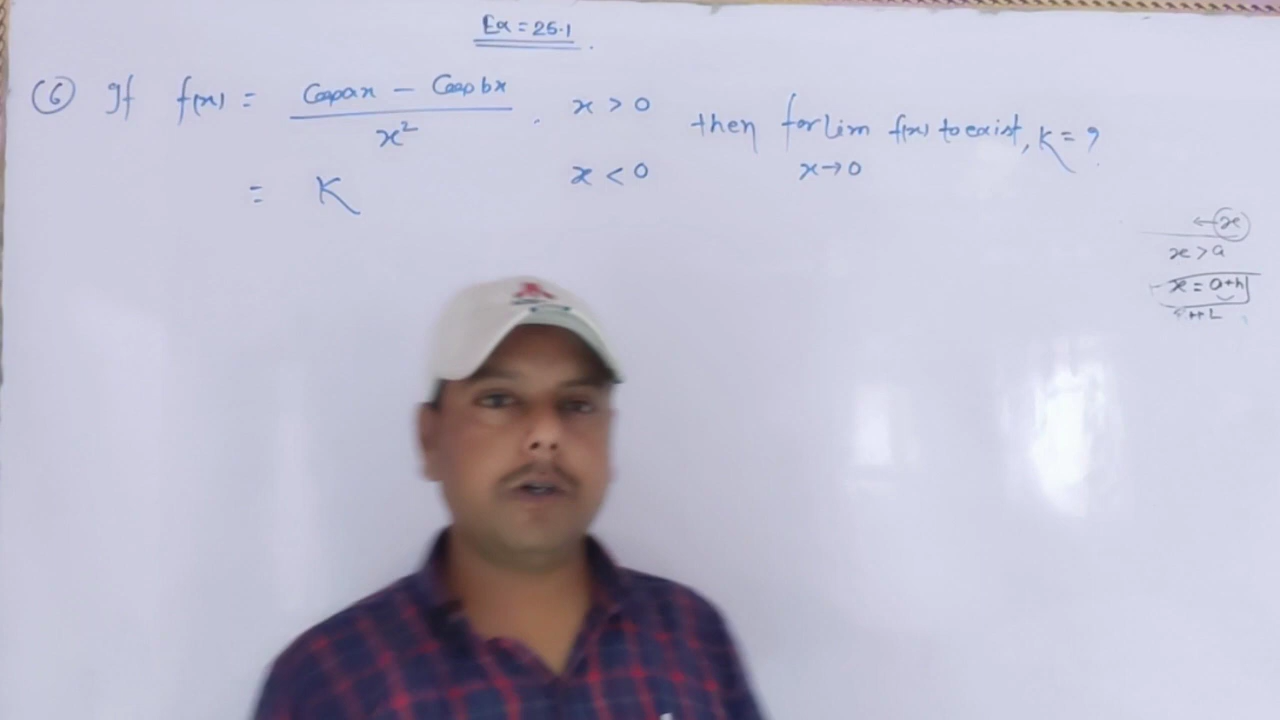 Ex = 25.1
(6) If f(x) = (Cos ax - Cos bx) / x² . x > 0 then for lim x→0 f(x) to exist, K = ?
= K x < 0
← x
x > a
x = a+h